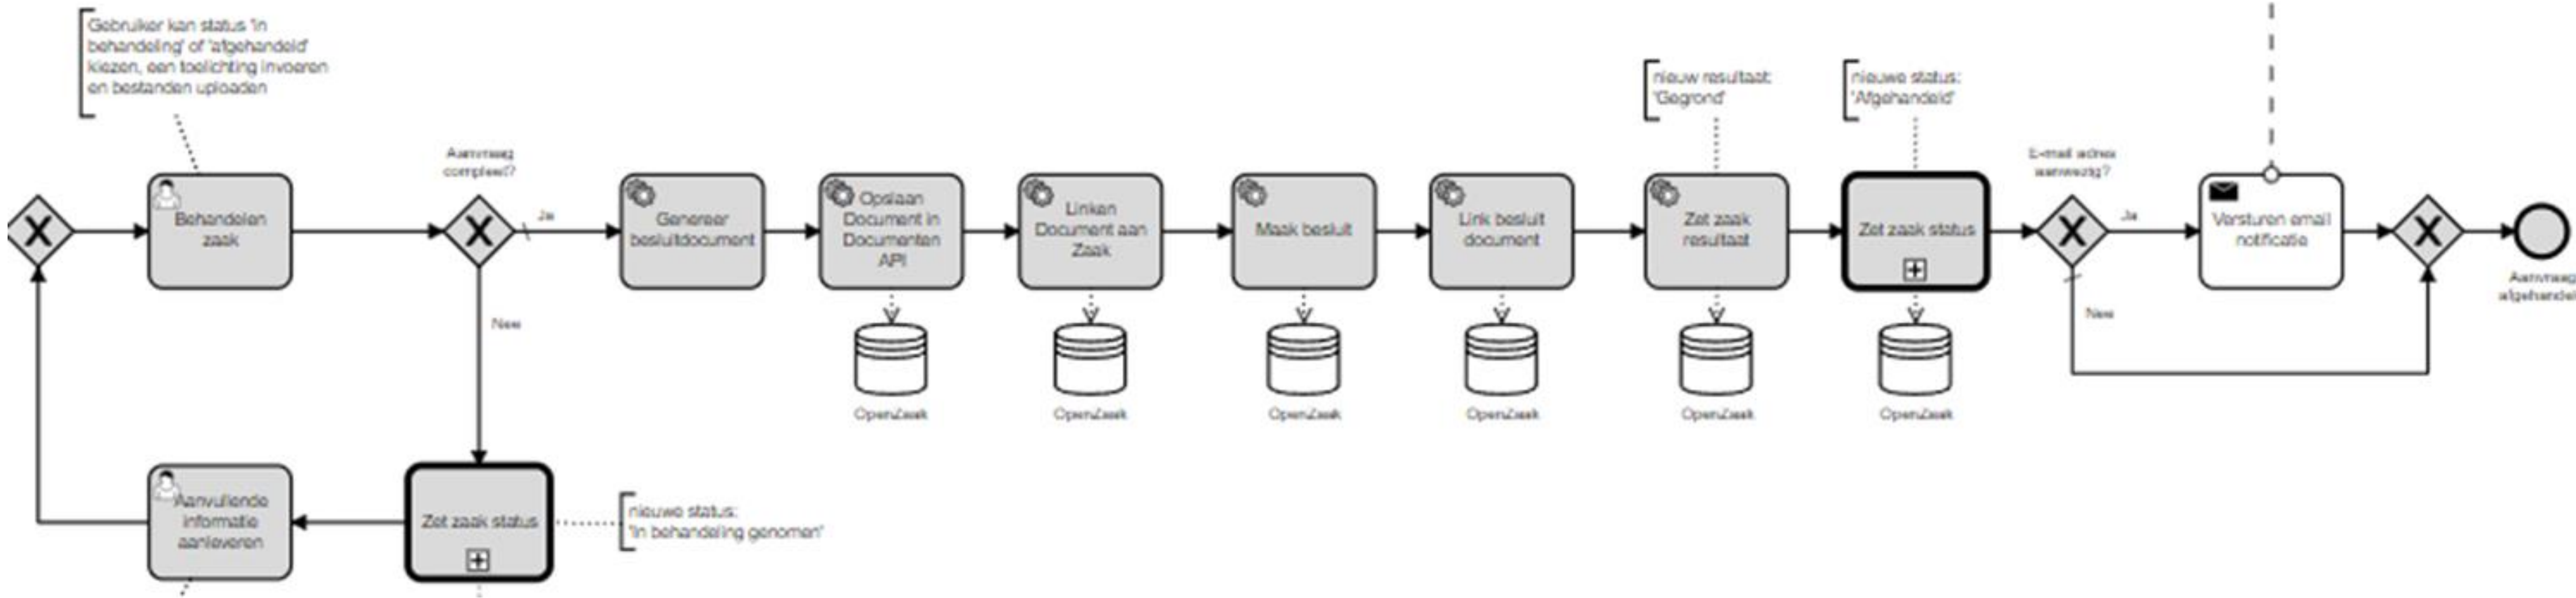 Gebruiker kan status 'in
behandeling' of 'afgehandeld'
kiezen, een toelichting invoeren
en bestanden uploaden
nieuw resultaat:
'Gegrond'
nieuwe status:
'Afgehandeld'
Aanvraag
compleet?
E-mail adres
aanwezig?
Behandelen
zaak
Ja
Genereer
besluitdocument
Opslaan
Document in
Documenten
API
Linken
Document aan
Zaak
Maak besluit
Link besluit
document
Zet zaak
resultaat
Zet zaak status
Ja
Versturen email
notificatie
Aanvraag
afgehandel
Nee
Nee
OpenZaak
OpenZaak
OpenZaak
OpenZaak
OpenZaak
OpenZaak
Aanvullende
informatie
aanleveren
Zet zaak status
nieuwe status:
'In behandeling genomen'